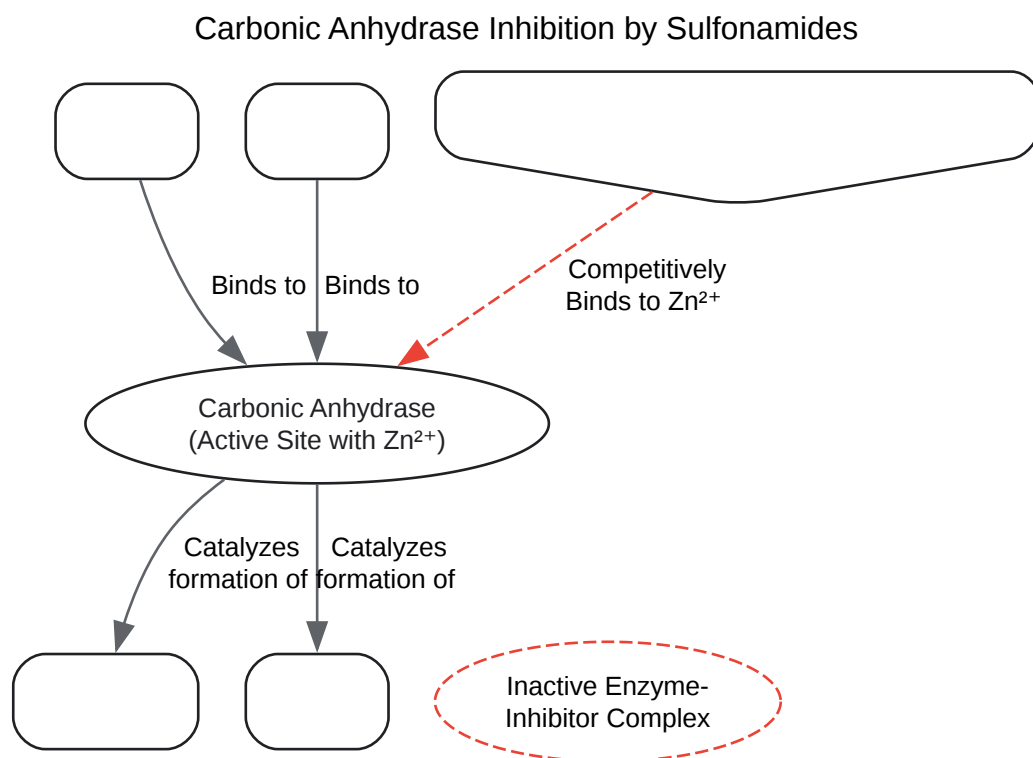 Carbonic Anhydrase Inhibition by Sulfonamides
Binds to
Binds to
Competitively
Binds to Zn²⁺
Carbonic Anhydrase
(Active Site with Zn²⁺)
Catalyzes
formation of
Catalyzes
formation of
Inactive Enzyme-
Inhibitor Complex